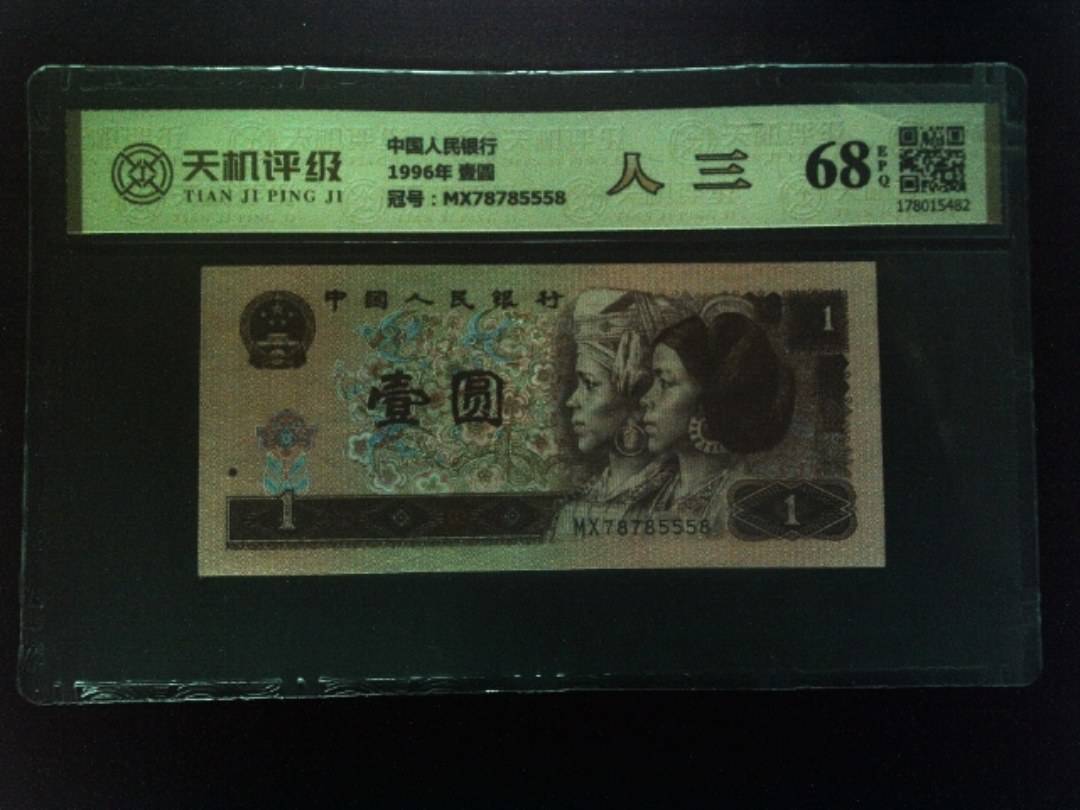 天机评级
TIAN JI PING JI
中国人民银行
1996年 壹圆
冠号：MX78785558
人三
68
EPQ
178015482
中国人民银行
壹圆
1
1
1
MX78785558